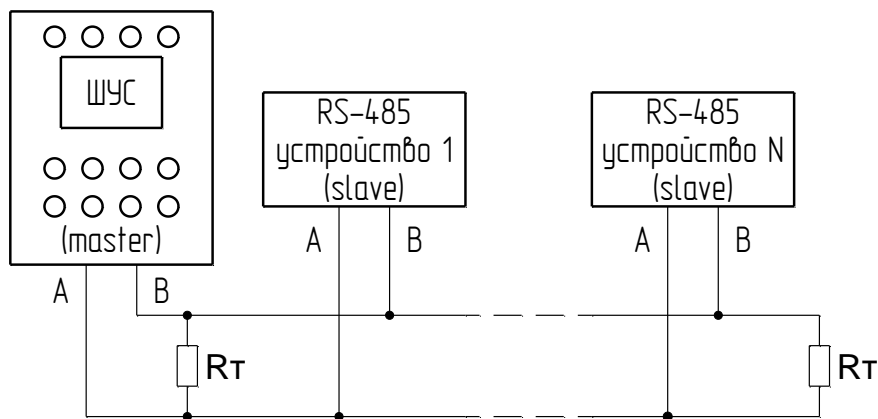 ШУС
(master)
A
B
RS-485
устройство 1
(slave)
A
B
RS-485
устройство N
(slave)
A
B
Rт
Rт